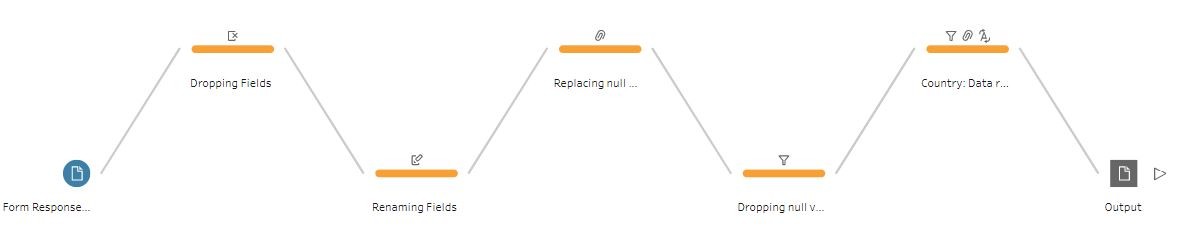 Dropping Fields
Replacing null ...
Country: Data r...
Form Response...
Renaming Fields
Dropping null v...
Output